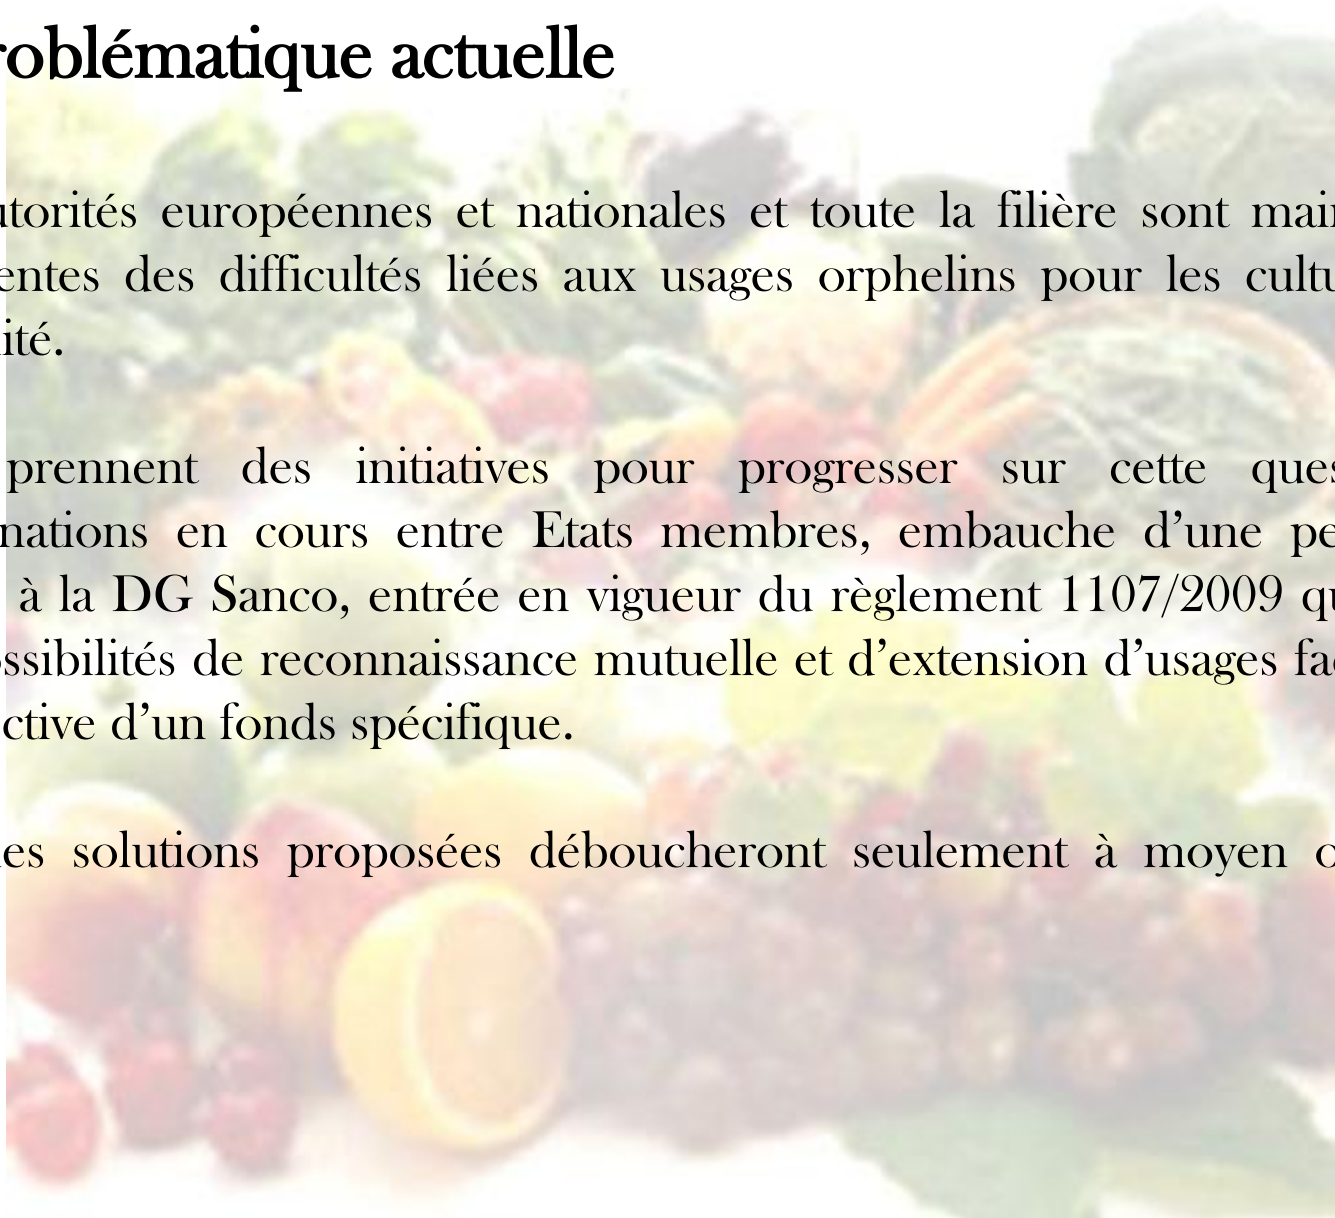 roblématique actuelle
utorités européennes et nationales et toute la filière sont main
entes des difficultés liées aux usages orphelins pour les cultu
ité.
prennent des initiatives pour progresser sur cette ques
nations en cours entre Etats membres, embauche d’une pe
à la DG Sanco, entrée en vigueur du règlement 1107/2009 qu
ossibilités de reconnaissance mutuelle et d’extension d’usages fac
ctive d’un fonds spécifique.
es solutions proposées déboucheront seulement à moyen o